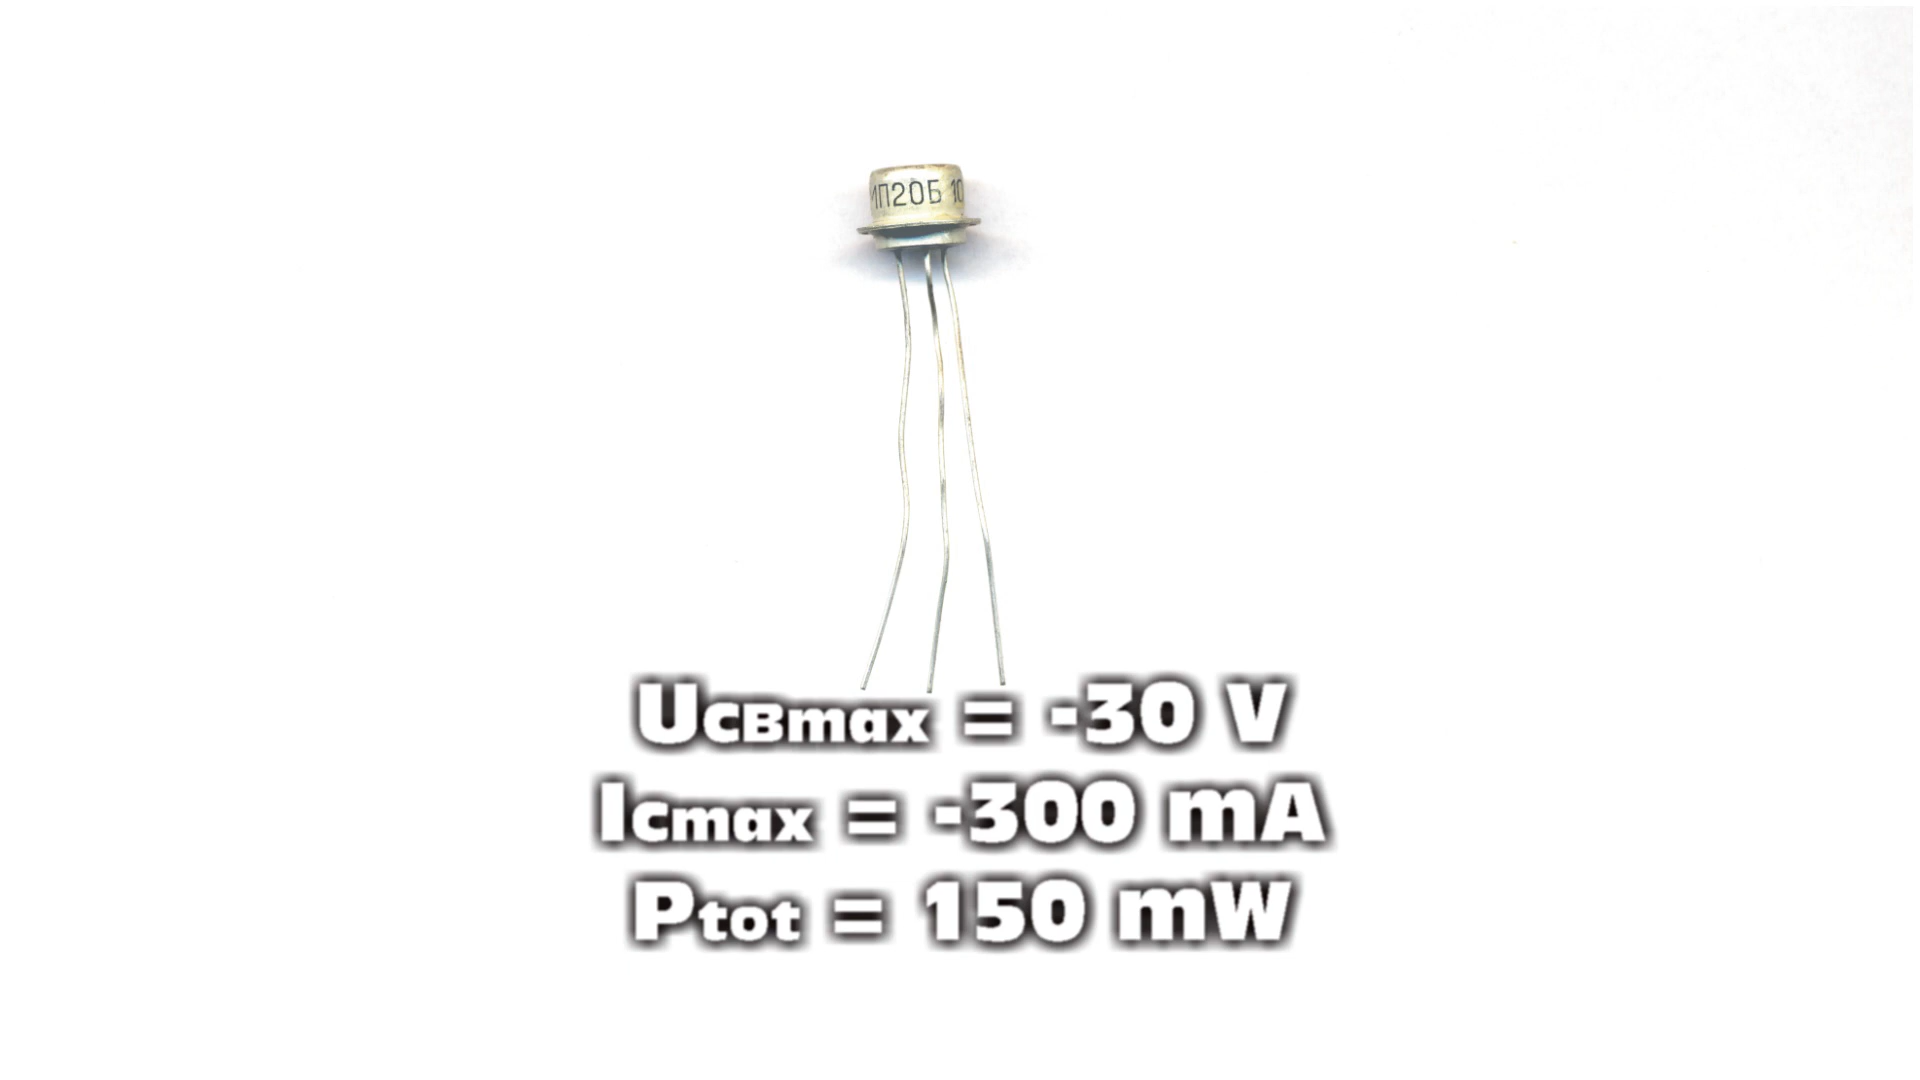 МП20Б 10
UCBmax = -30 V
ICmax = -300 mA
Ptot = 150 mW